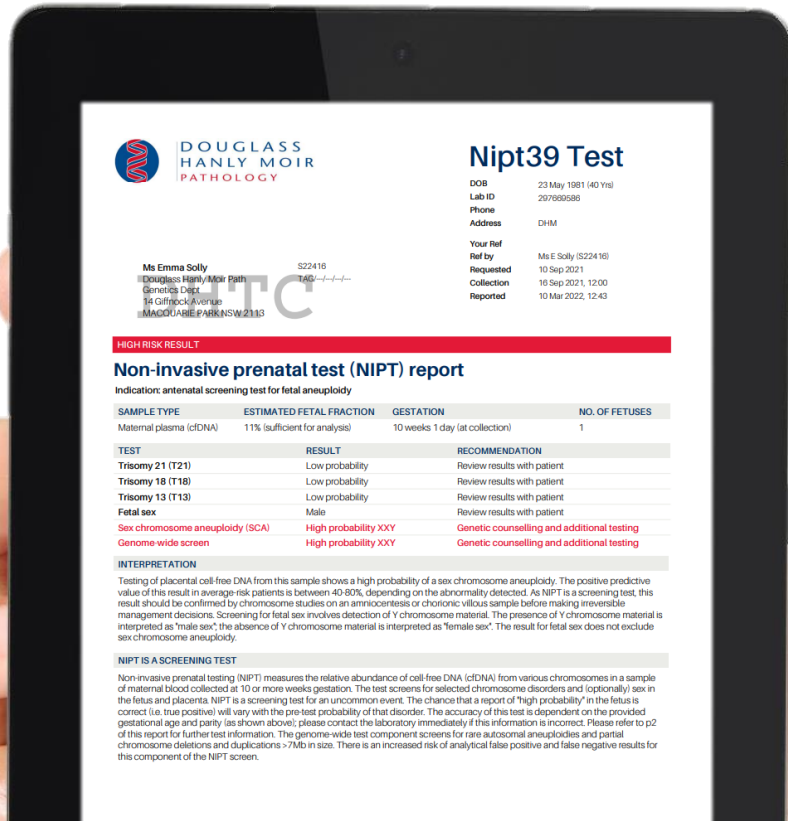 DOUGLASS
HANLY MOIR
PATHOLOGY
Nipt39 Test
DOB 23 May 1981 (40 Yrs)
Lab ID 297669586
Phone
Address DHM
Your Ref
Ref by Ms E Solly (S22416)
Requested 10 Sep 2021
Collection 16 Sep 2021, 12:00
Reported 10 Mar 2022, 12:43
Ms Emma Solly S22416
Douglass Hanly Moir Path TAG/---/---/---/---
Genetics Dept
14 Giffnock Avenue
MACQUARIE PARK NSW 2113
DHTC
HIGH RISK RESULT
Non-invasive prenatal test (NIPT) report
Indication: antenatal screening test for fetal aneuploidy
SAMPLE TYPE ESTIMATED FETAL FRACTION GESTATION NO. OF FETUSES
Maternal plasma (cfDNA) 11% (sufficient for analysis) 10 weeks 1 day (at collection) 1
TEST RESULT RECOMMENDATION
Trisomy 21 (T21) Low probability Review results with patient
Trisomy 18 (T18) Low probability Review results with patient
Trisomy 13 (T13) Low probability Review results with patient
Fetal sex Male Review results with patient
Sex chromosome aneuploidy (SCA) High probability XXY Genetic counselling and additional testing
Genome-wide screen High probability XXY Genetic counselling and additional testing
INTERPRETATION
Testing of placental cell-free DNA from this sample shows a high probability of a sex chromosome aneuploidy. The positive predictive
value of this result in average-risk patients is between 40-80%, depending on the abnormality detected. As NIPT is a screening test, this
result should be confirmed by chromosome studies on an amniocentesis or chorionic villous sample before making irreversible
management decisions. Screening for fetal sex involves detection of Y chromosome material. The presence of Y chromosome material is
interpreted as "male sex"; the absence of Y chromosome material is interpreted as "female sex". The result for fetal sex does not exclude
sex chromosome aneuploidy.
NIPT IS A SCREENING TEST
Non-invasive prenatal testing (NIPT) measures the relative abundance of cell-free DNA (cfDNA) from various chromosomes in a sample
of maternal blood collected at 10 or more weeks gestation. The test screens for selected chromosome disorders and (optionally) sex in
the fetus and placenta. NIPT is a screening test for an uncommon event. The chance that a report of "high probability" in the fetus is
correct (i.e. true positive) will vary with the pre-test probability of that disorder. The accuracy of this test is dependent on the provided
gestational age and parity (as shown above); please contact the laboratory immediately if this information is incorrect. Please refer to p2
of this report for further test information. The genome-wide test component screens for rare autosomal aneuploidies and partial
chromosome deletions and duplications >7Mb in size. There is an increased risk of analytical false positive and false negative results for
this component of the NIPT screen.